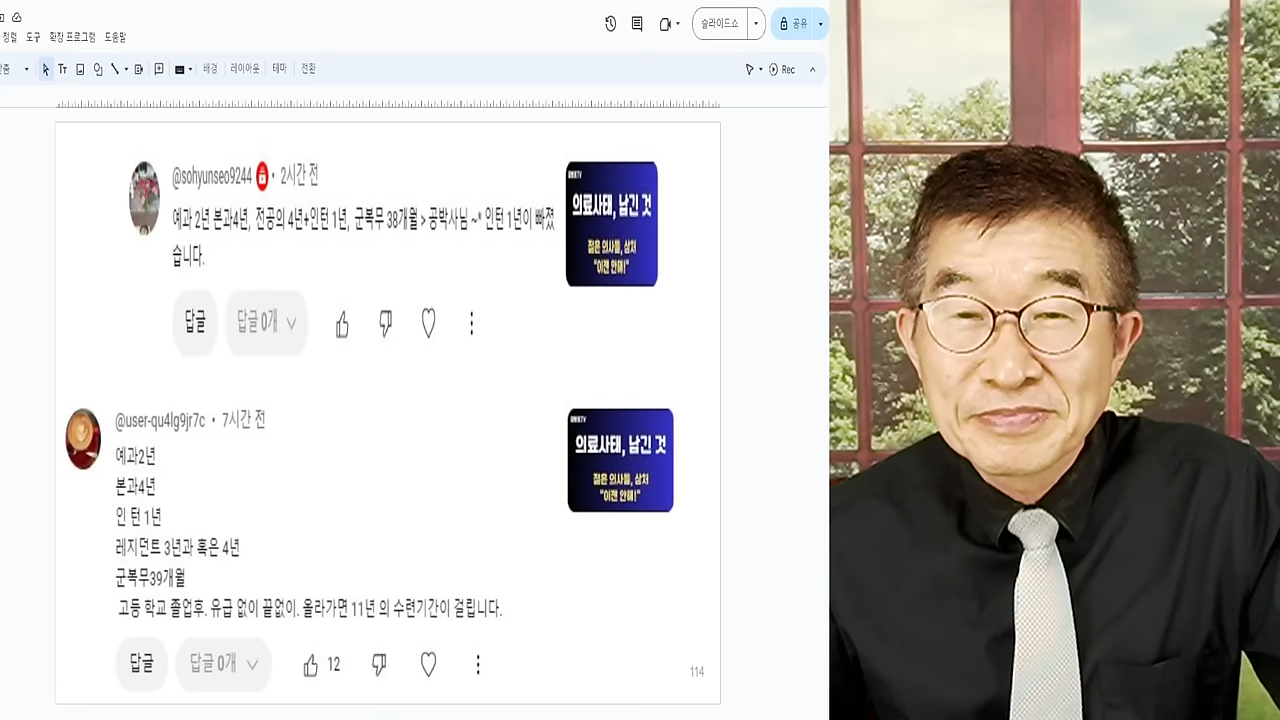 정렬 도구 확장 프로그램 도움말
슬라이드쇼
공유
맞춤
배경 레이아웃 테마 전환
Rec
@sohyunseo9244 · 2시간 전
예과 2년 본과4년, 전공의 4년+인턴 1년, 군복무 38개월 > 공박사님 ~* 인턴 1년이 빠졌
습니다.
답글 답글 0개
의료사태, 남긴 것
젊은 의사들, 상처
"이젠 안해!"
@user-qu4lg9jr7c · 7시간 전
예과2년
본과4년
인 턴 1년
레지던트 3년과 혹은 4년
군복무39개월
고등 학교 졸업후. 유급 없이 끝없이. 올라가면 11년 의 수련기간이 걸립니다.
답글 답글 0개 12
의료사태, 남긴 것
젊은 의사들, 상처
"이젠 안해!"
114